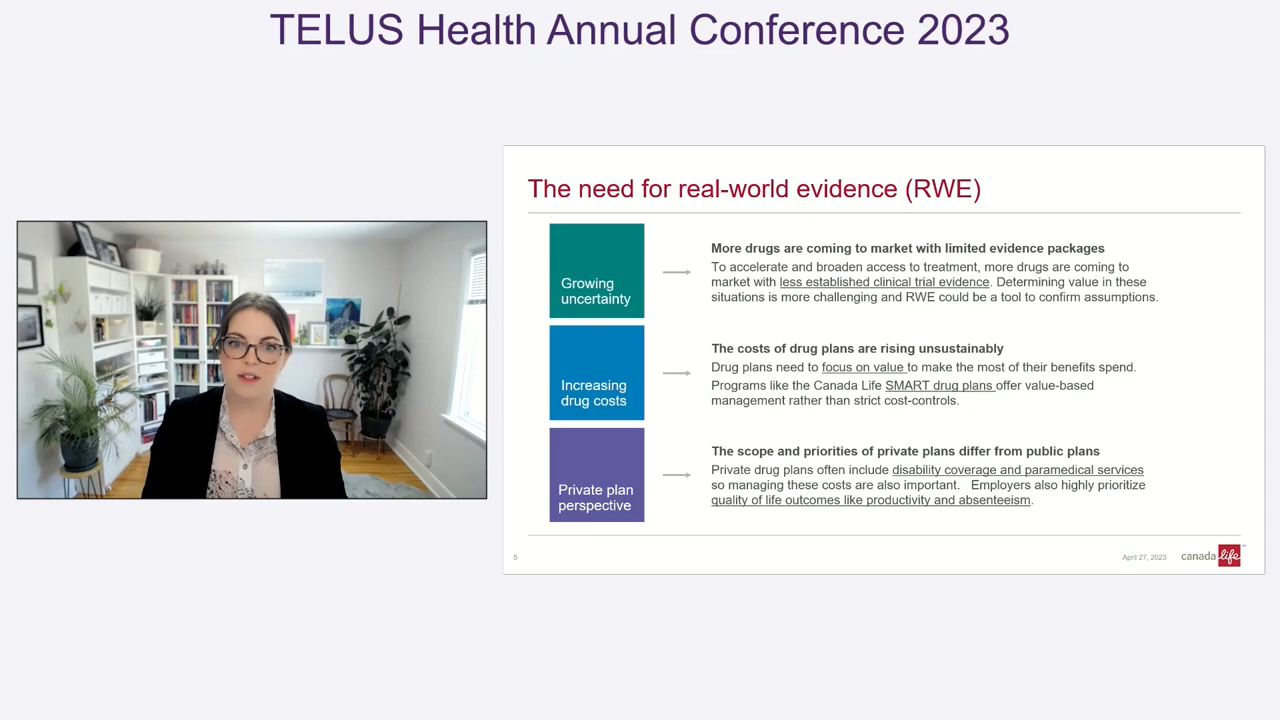 TELUS Health Annual Conference 2023
The need for real-world evidence (RWE)
Growing
uncertainty
More drugs are coming to market with limited evidence packages
To accelerate and broaden access to treatment, more drugs are coming to
market with less established clinical trial evidence. Determining value in these
situations is more challenging and RWE could be a tool to confirm assumptions.
Increasing
drug costs
The costs of drug plans are rising unsustainably
Drug plans need to focus on value to make the most of their benefits spend.
Programs like the Canada Life SMART drug plans offer value-based
management rather than strict cost-controls.
Private plan
perspective
The scope and priorities of private plans differ from public plans
Private drug plans often include disability coverage and paramedical services
so managing these costs are also important. Employers also highly prioritize
quality of life outcomes like productivity and absenteeism.
April 27, 2023
canada life